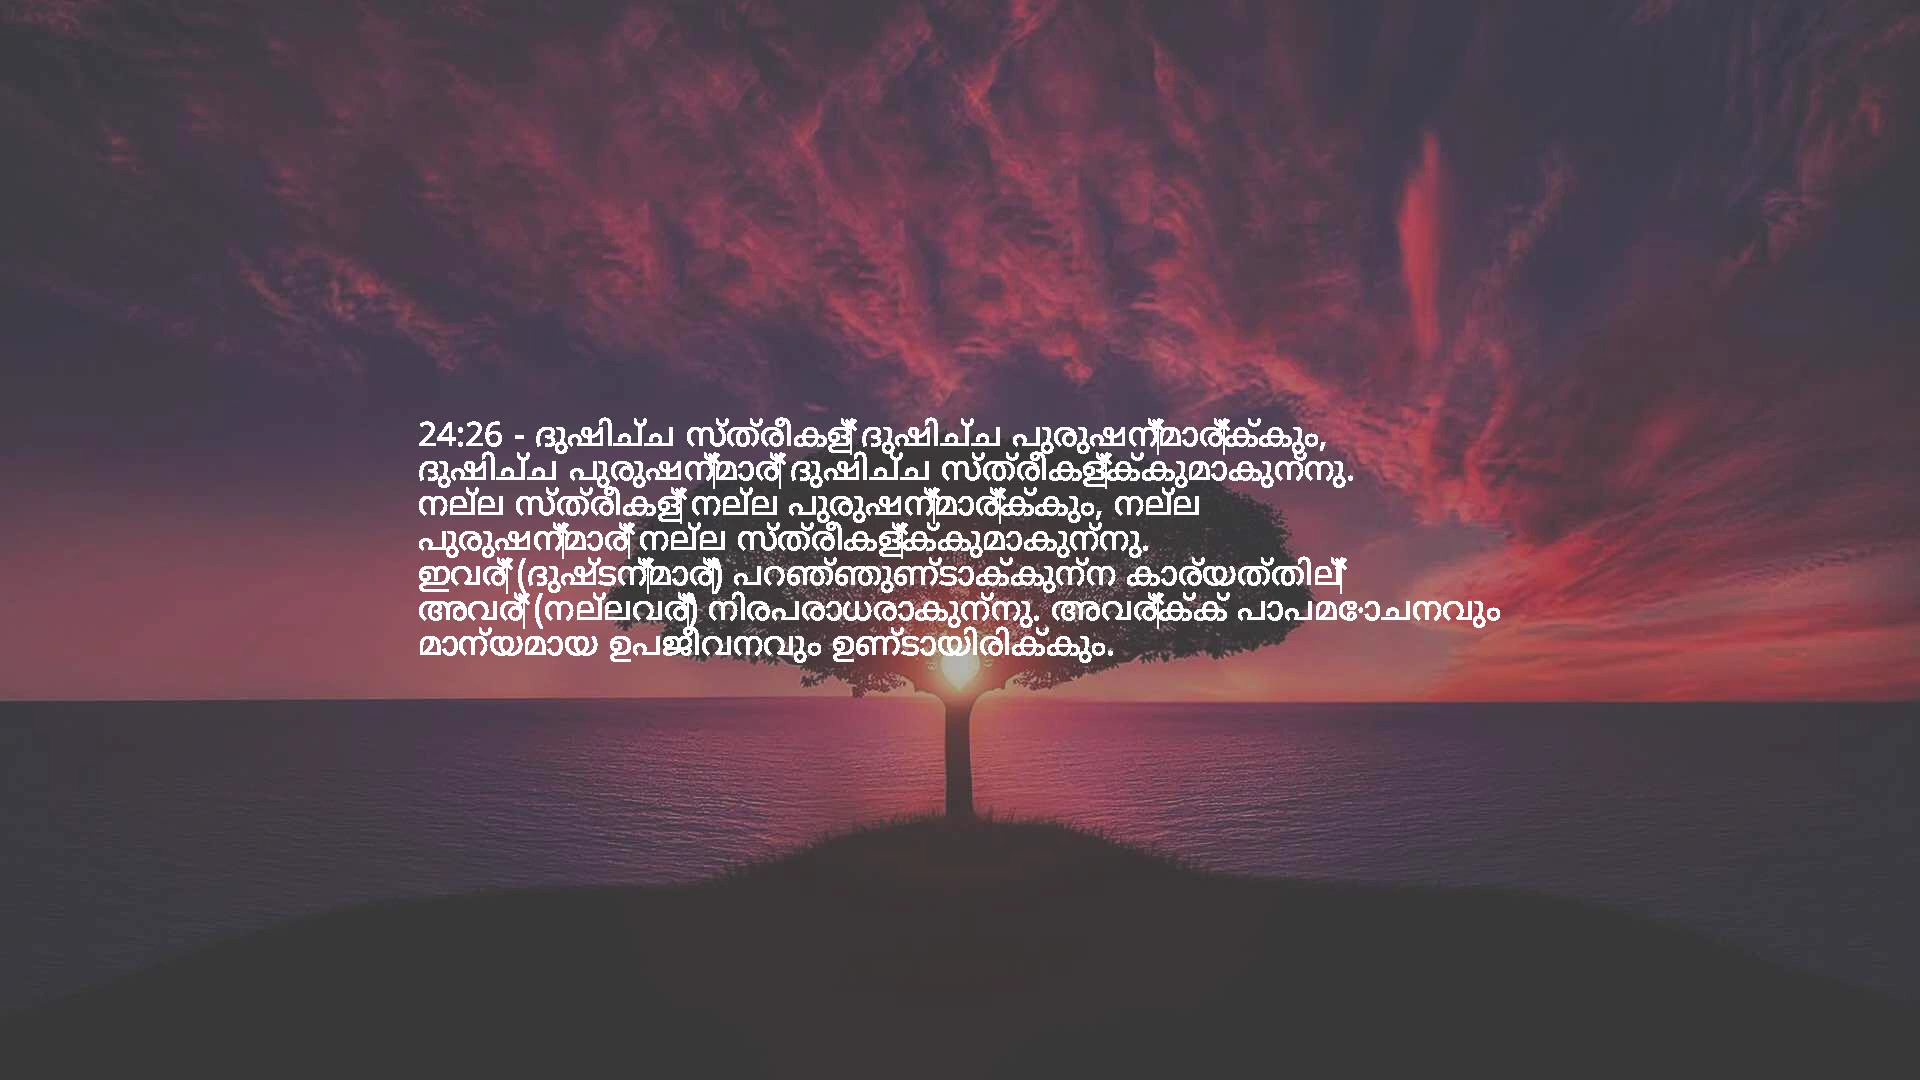 24:26 - ദുഷിച്ച സ്ത്രീകള്‍ ദുഷിച്ച പുരുഷന്‍മാര്‍ക്കും,
ദുഷിച്ച പുരുഷന്‍മാര്‍ ദുഷിച്ച സ്ത്രീകള്‍ക്കുമാകുന്നു.
നല്ല സ്ത്രീകള്‍ നല്ല പുരുഷന്‍മാര്‍ക്കും, നല്ല
പുരുഷന്‍മാര്‍ നല്ല സ്ത്രീകള്‍ക്കുമാകുന്നു.
ഇവര്‍ (ദുഷ്ടന്‍മാര്‍) പറഞ്ഞുണ്ടാക്കുന്ന കാര്യത്തില്‍
അവര്‍ (നല്ലവര്‍) നിരപരാധരാകുന്നു. അവര്‍ക്ക് പാപമോചനവും
മാന്യമായ ഉപജീവനവും ഉണ്ടായിരിക്കും.